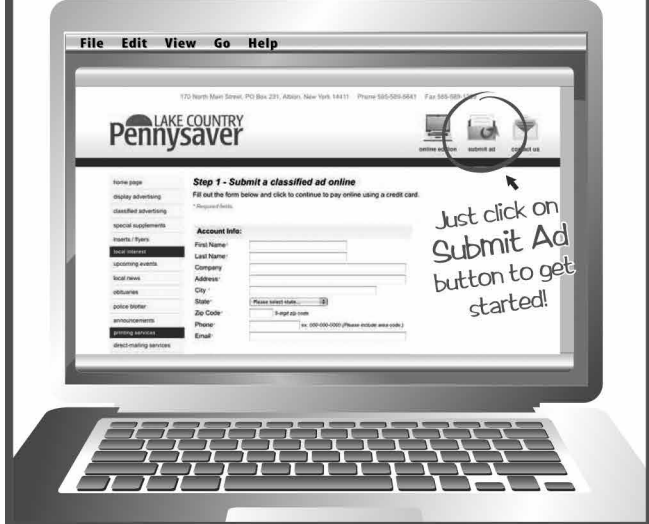 File Edit View Go Help
170 North Main Street, PO Box 231, Albion, New York 14411 Phone 585-589-5641 Fax 585-589-
LAKE COUNTRY
Pennysaver
online edition submit ad contact us
home page
display advertising
classified advertising
special supplements
inserts / flyers
local interest
upcoming events
local news
obituaries
police blotter
announcements
printing services
direct-mailing services
Step 1 - Submit a classified ad online
Fill out the form below and click to continue to pay online using a credit card.
* Required fields.
Account Info:
First Name*
Last Name*
Company
Address*
City *
State* Please select state...
Zip Code* 5-digit zip code
Phone* ex. 000-000-0000 (Please include area code.)
Email*
Just click on
Submit Ad
button to get
started!